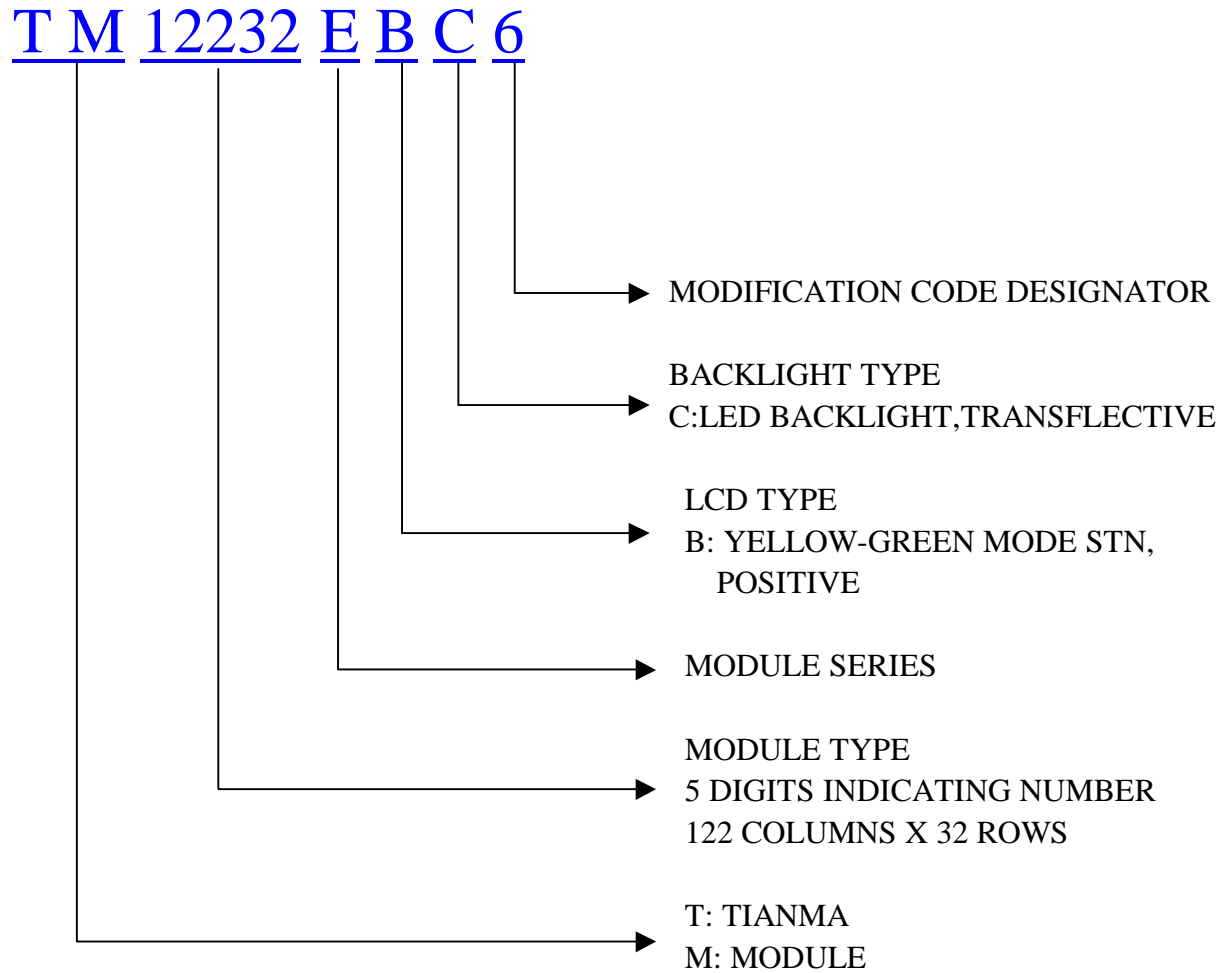 T M 12232 E B C 6
MODIFICATION CODE DESIGNATOR
BACKLIGHT TYPE
C:LED BACKLIGHT,TRANSFLECTIVE
LCD TYPE
B: YELLOW-GREEN MODE STN,
POSITIVE
MODULE SERIES
MODULE TYPE
5 DIGITS INDICATING NUMBER
122 COLUMNS X 32 ROWS
T: TIANMA
M: MODULE